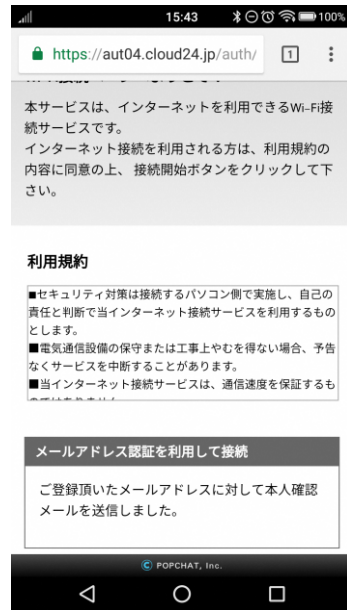 15:43
100%
https://aut04.cloud24.jp/auth/
1
本サービスは、インターネットを利用できるWi-Fi接
続サービスです。
インターネット接続を利用される方は、利用規約の
内容に同意の上、 接続開始ボタンをクリックして下
さい。
利用規約
■セキュリティ対策は接続するパソコン側で実施し、自己の
責任と判断で当インターネット接続サービスを利用するもの
とします。
■電気通信設備の保守または工事上やむを得ない場合、予告
なくサービスを中断することがあります。
■当インターネット接続サービスは、通信速度を保証するも
メールアドレス認証を利用して接続
ご登録頂いたメールアドレスに対して本人確認
メールを送信しました。
C POPCHAT, Inc.